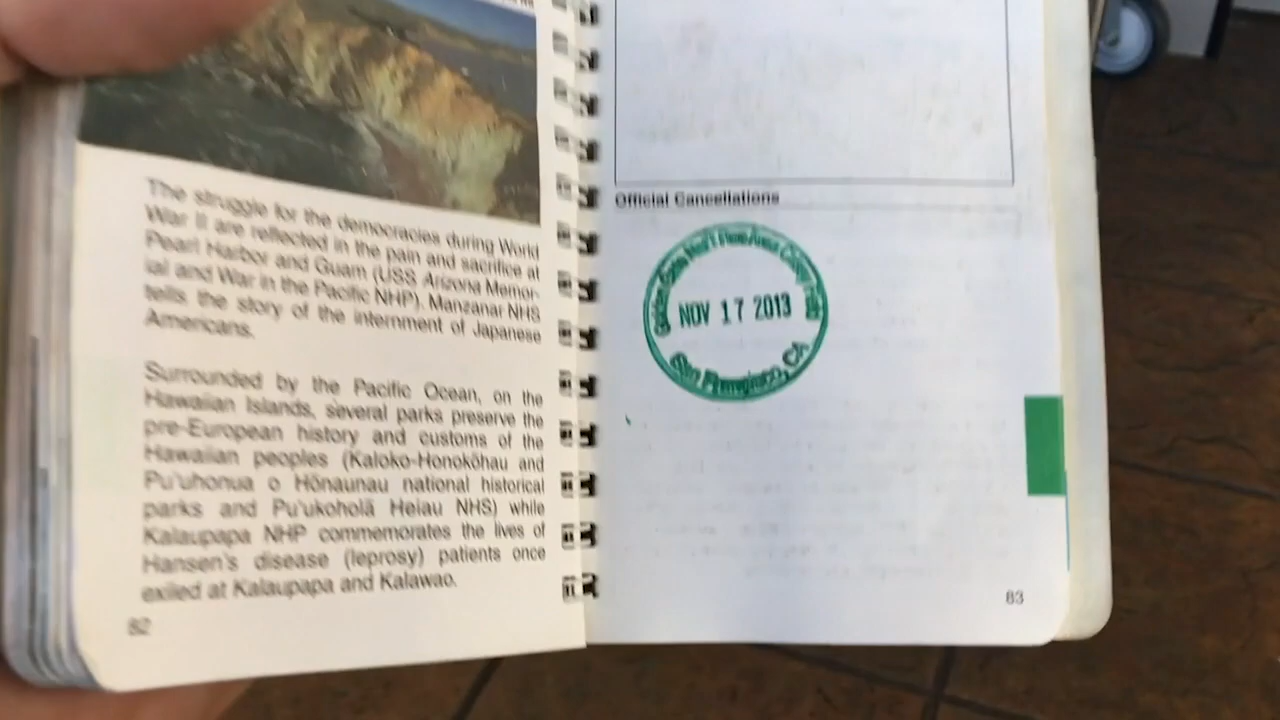 The struggle for the democracies during World
War II are reflected in the pain and sacrifice at
Pearl Harbor and Guam (USS Arizona Memor-
ial and War in the Pacific NHP). Manzanar NHS
tells the story of the internment of Japanese
Americans.
Surrounded by the Pacific Ocean, on the
Hawaiian Islands, several parks preserve the
pre-European history and customs of the
Hawaiian peoples (Kaloko-Honokōhau and
Pu'uhonua o Hōnaunau national historical
parks and Pu'ukoholā Heiau NHS) while
Kalaupapa NHP commemorates the lives of
Hansen's disease (leprosy) patients once
exiled at Kalaupapa and Kalawao.
82
Official Cancellations
Golden Gate Nat'l Rec Area
NOV 17 2013
San Francisco, CA
83